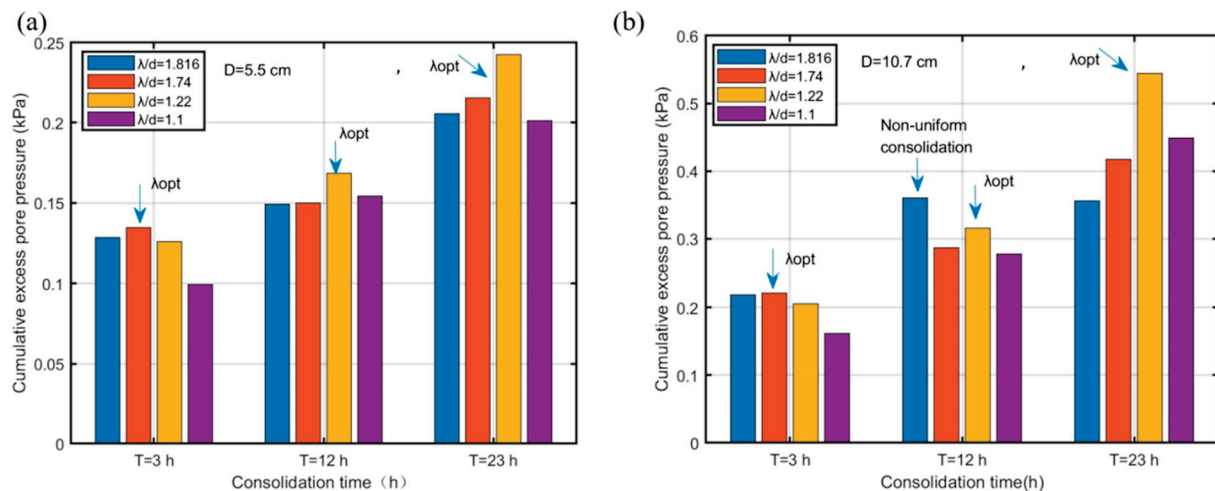 (a)
0.25
0.2
0.15
0.1
0.05
0
Cumulative excess pore pressure (kPa)
λ/d=1.816
λ/d=1.74
λ/d=1.22
λ/d=1.1
D=5.5 cm
,
λopt
λopt
λopt
T=3 h
T=12 h
T=23 h
Consolidation time（h）
(b)
0.6
0.5
0.4
0.3
0.2
0.1
0
Cumulative excess pore pressure (kPa)
λ/d=1.816
λ/d=1.74
λ/d=1.22
λ/d=1.1
D=10.7 cm
,
λopt
Non-uniform
consolidation
λopt
λopt
T=3 h
T=12 h
T=23 h
Consolidation time(h)